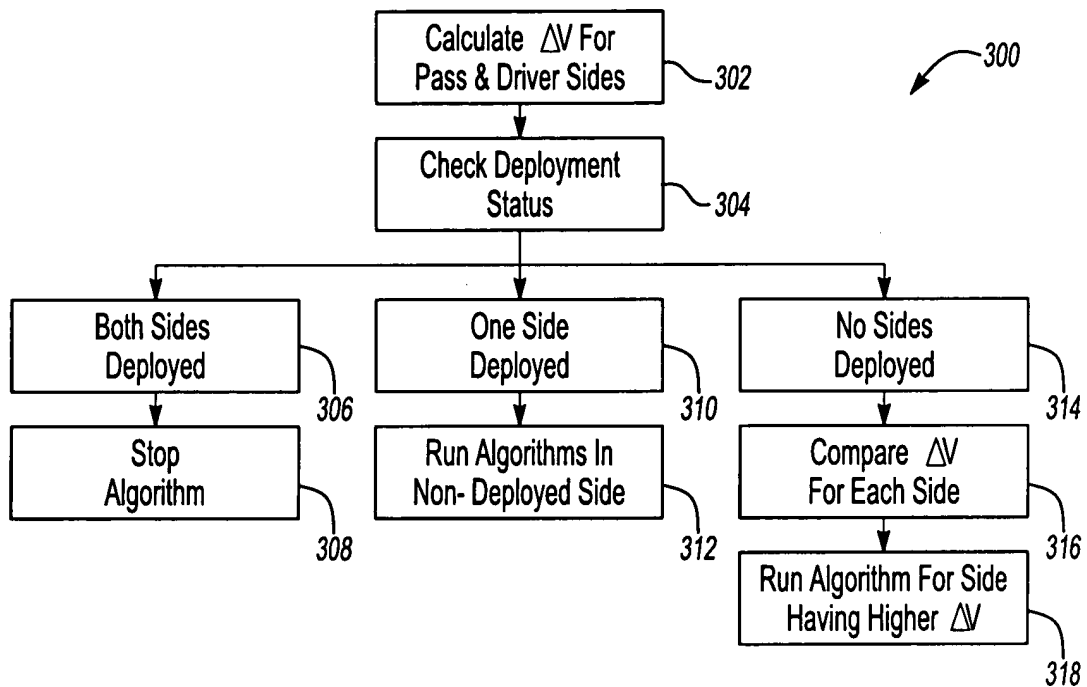 Calculate ΔV For
Pass & Driver Sides
302
300
Check Deployment
Status
304
Both Sides
Deployed
306
One Side
Deployed
310
No Sides
Deployed
314
Stop
Algorithm
308
Run Algorithms In
Non- Deployed Side
312
Compare ΔV
For Each Side
316
Run Algorithm For Side
Having Higher ΔV
318